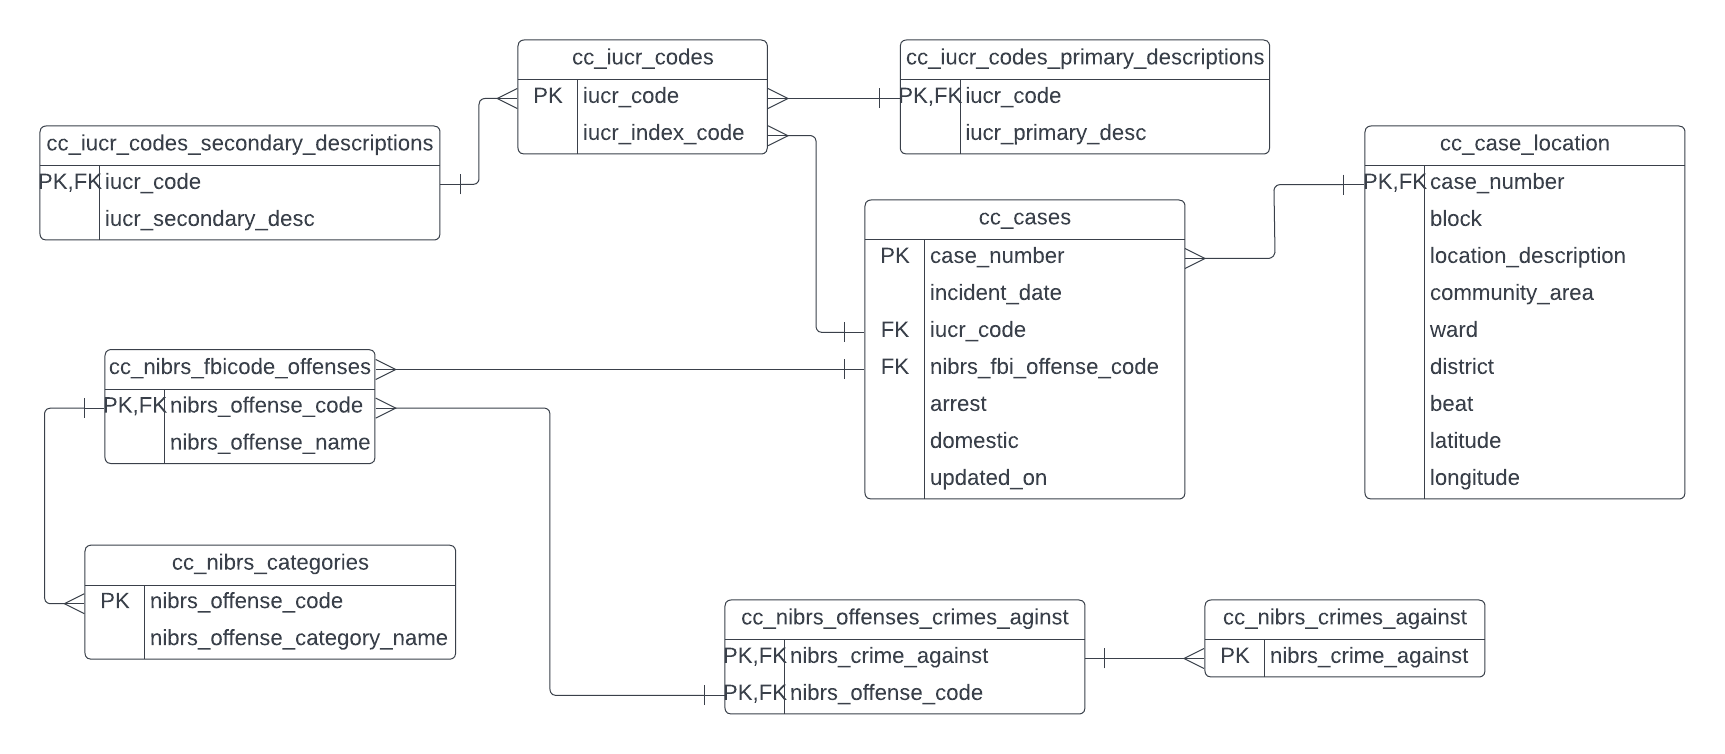 cc_iucr_codes
PK iucr_code
iucr_index_code
cc_iucr_codes_primary_descriptions
PK,FK iucr_code
iucr_primary_desc
cc_iucr_codes_secondary_descriptions
PK,FK iucr_code
iucr_secondary_desc
cc_case_location
PK,FK case_number
block
location_description
community_area
ward
district
beat
latitude
longitude
cc_cases
PK case_number
incident_date
FK iucr_code
FK nibrs_fbi_offense_code
arrest
domestic
updated_on
cc_nibrs_fbicode_offenses
PK,FK nibrs_offense_code
nibrs_offense_name
cc_nibrs_categories
PK nibrs_offense_code
nibrs_offense_category_name
cc_nibrs_offenses_crimes_aginst
PK,FK nibrs_crime_against
PK,FK nibrs_offense_code
cc_nibrs_crimes_against
PK nibrs_crime_against